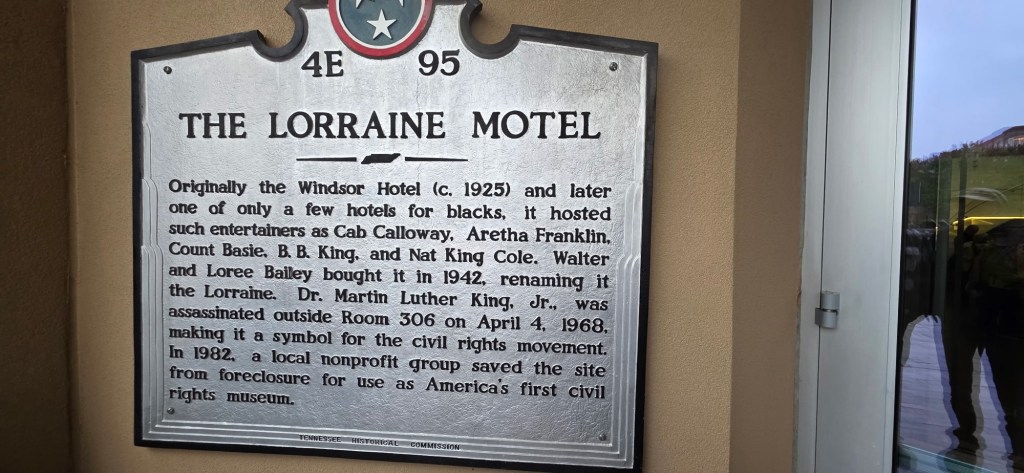 4E 95
THE LORRAINE MOTEL
Originally the Windsor Hotel (c. 1925) and later
one of only a few hotels for blacks, it hosted
such entertainers as Cab Calloway, Aretha Franklin,
Count Basie, B. B. King, and Nat King Cole. Walter
and Loree Bailey bought it in 1942, renaming it
the Lorraine. Dr. Martin Luther King, Jr., was
assassinated outside Room 306 on April 4, 1968,
making it a symbol for the civil rights movement.
In 1982, a local nonprofit group saved the site
from foreclosure for use as America's first civil
rights museum.
TENNESSEE HISTORICAL COMMISSION